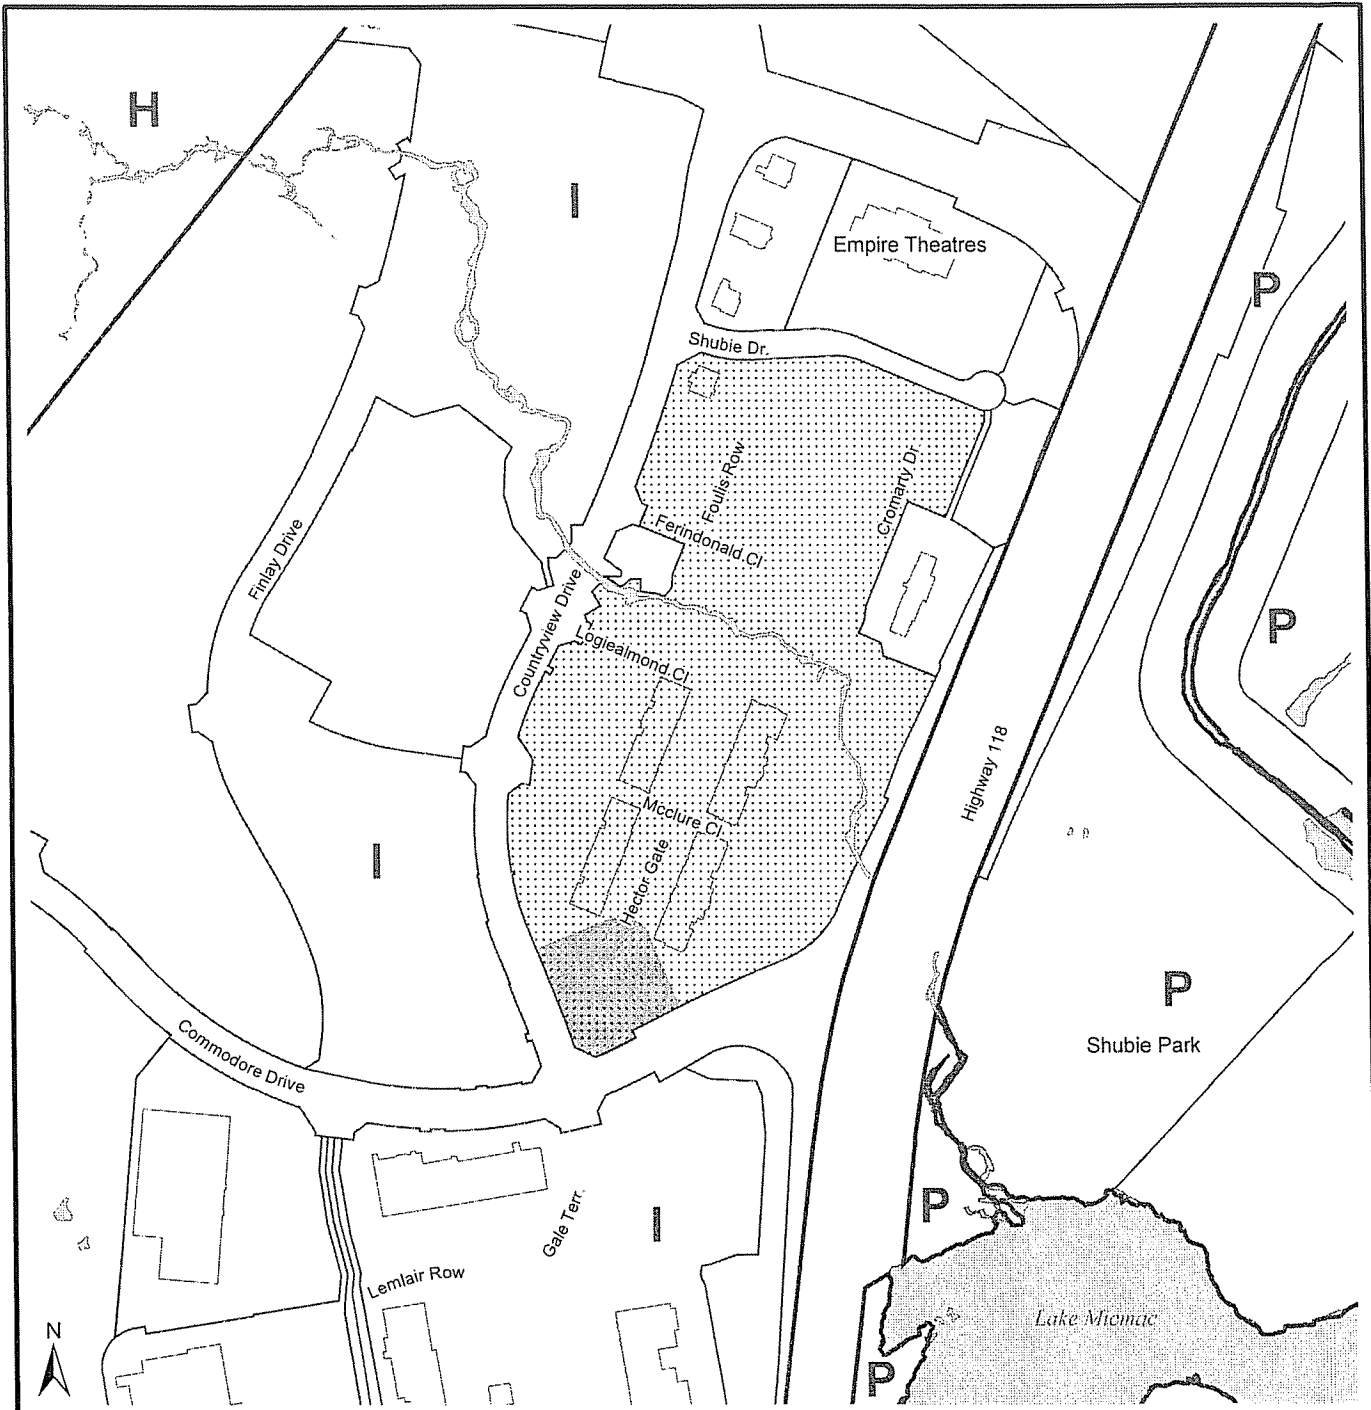 H
I
Empire Theatres
P
Shubie Dr.
Foulis Row
Cromarty Dr
Ferindonald Cl
Finlay Drive
Countryview Drive
Logiealmond Cl
P
Highway 118
Mcclure Cl
I
Hector Gate
P
Shubie Park
Commodore Drive
P
Gale Terr.
I
Lemlair Row
Lake Micmac
N
P